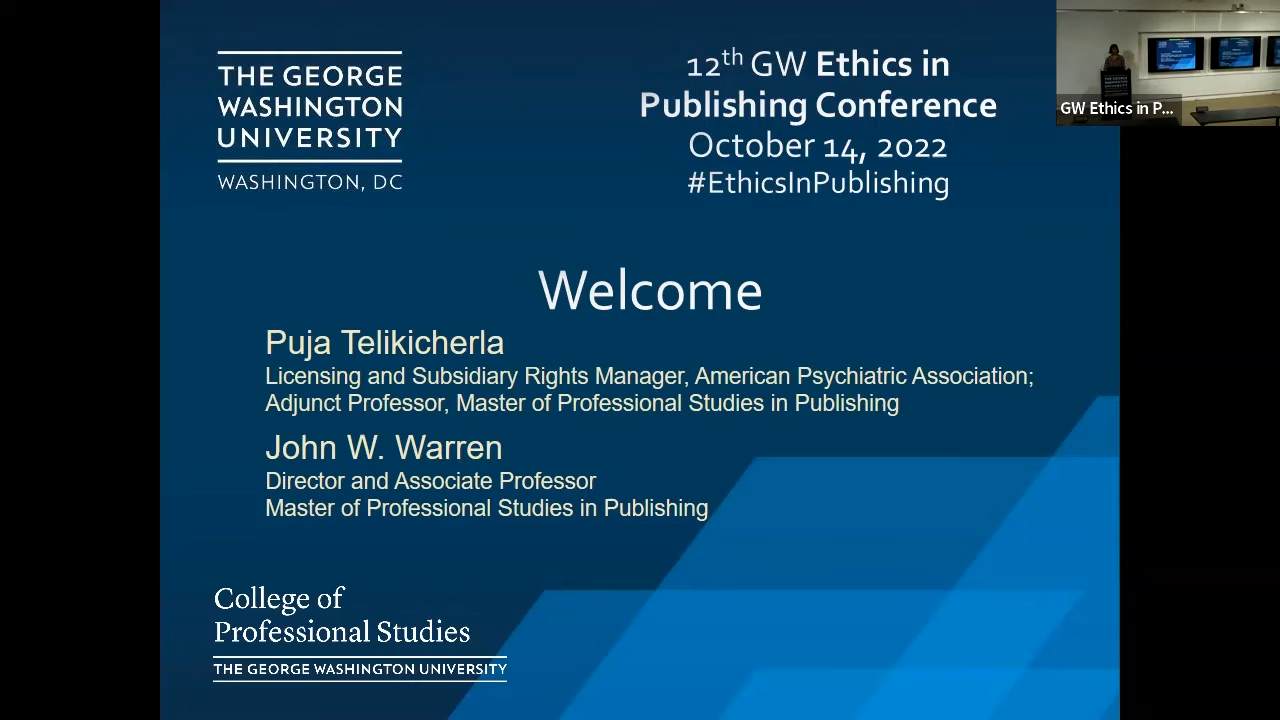 THE GEORGE
WASHINGTON
UNIVERSITY
WASHINGTON, DC
12th GW Ethics in
Publishing Conference
October 14, 2022
#EthicsInPublishing
GW Ethics in P...
Welcome
Puja Telikicherla
Licensing and Subsidiary Rights Manager, American Psychiatric Association;
Adjunct Professor, Master of Professional Studies in Publishing
John W. Warren
Director and Associate Professor
Master of Professional Studies in Publishing
College of
Professional Studies
THE GEORGE WASHINGTON UNIVERSITY